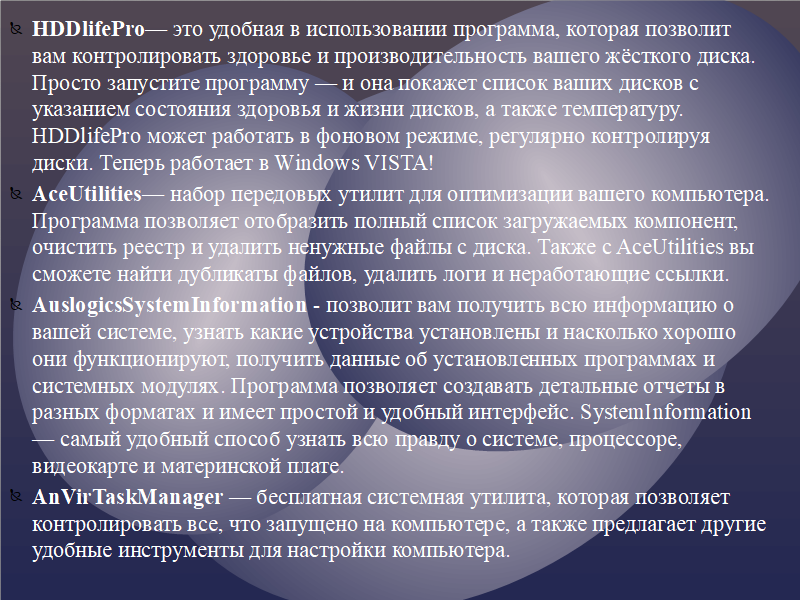 HDDlifePro— это удобная в использовании программа, которая позволит
вам контролировать здоровье и производительность вашего жёсткого диска.
Просто запустите программу — и она покажет список ваших дисков с
указанием состояния здоровья и жизни дисков, а также температуру.
HDDlifePro может работать в фоновом режиме, регулярно контролируя
диски. Теперь работает в Windows VISTA!
AceUtilities— набор передовых утилит для оптимизации вашего компьютера.
Программа позволяет отобразить полный список загружаемых компонент,
очистить реестр и удалить ненужные файлы с диска. Также с AceUtilities вы
сможете найти дубликаты файлов, удалить логи и неработающие ссылки.
AuslogicsSystemInformation - позволит вам получить всю информацию о
вашей системе, узнать какие устройства установлены и насколько хорошо
они функционируют, получить данные об установленных программах и
системных модулях. Программа позволяет создавать детальные отчеты в
разных форматах и имеет простой и удобный интерфейс. SystemInformation
— самый удобный способ узнать всю правду о системе, процессоре,
видеокарте и материнской плате.
AnVirTaskManager — бесплатная системная утилита, которая позволяет
контролировать все, что запущено на компьютере, а также предлагает другие
удобные инструменты для настройки компьютера.